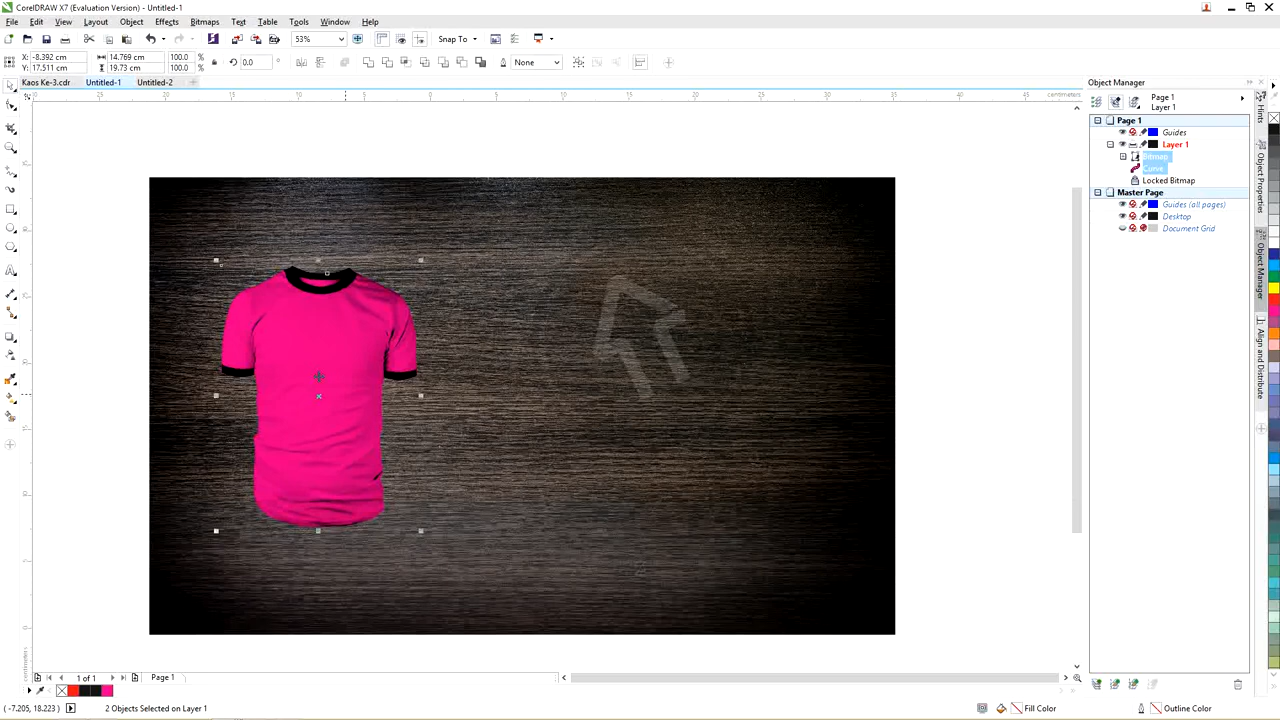 CorelDRAW X7 (Evaluation Version) - Untitled-1
File Edit View Layout Object Effects Bitmaps Text Table Tools Window Help
53% Snap To
X: -8.392 cm 14.769 cm 100.0 % 0.0 None
Y: 17.511 cm 19.73 cm 100.0 %
Kaos Ke-3.cdr Untitled-1 Untitled-2
centimeters
Object Manager
Page 1
Layer 1
Page 1
Guides
Layer 1
Bitmap
Curve
Locked Bitmap
Master Page
Guides (all pages)
Desktop
Document Grid
Hints
Object Properties
Object Manager
Align and Distribute
centimeters
1 of 1 Page 1
( -7.205, 18.223 ) 2 Objects Selected on Layer 1 Fill Color Outline Color